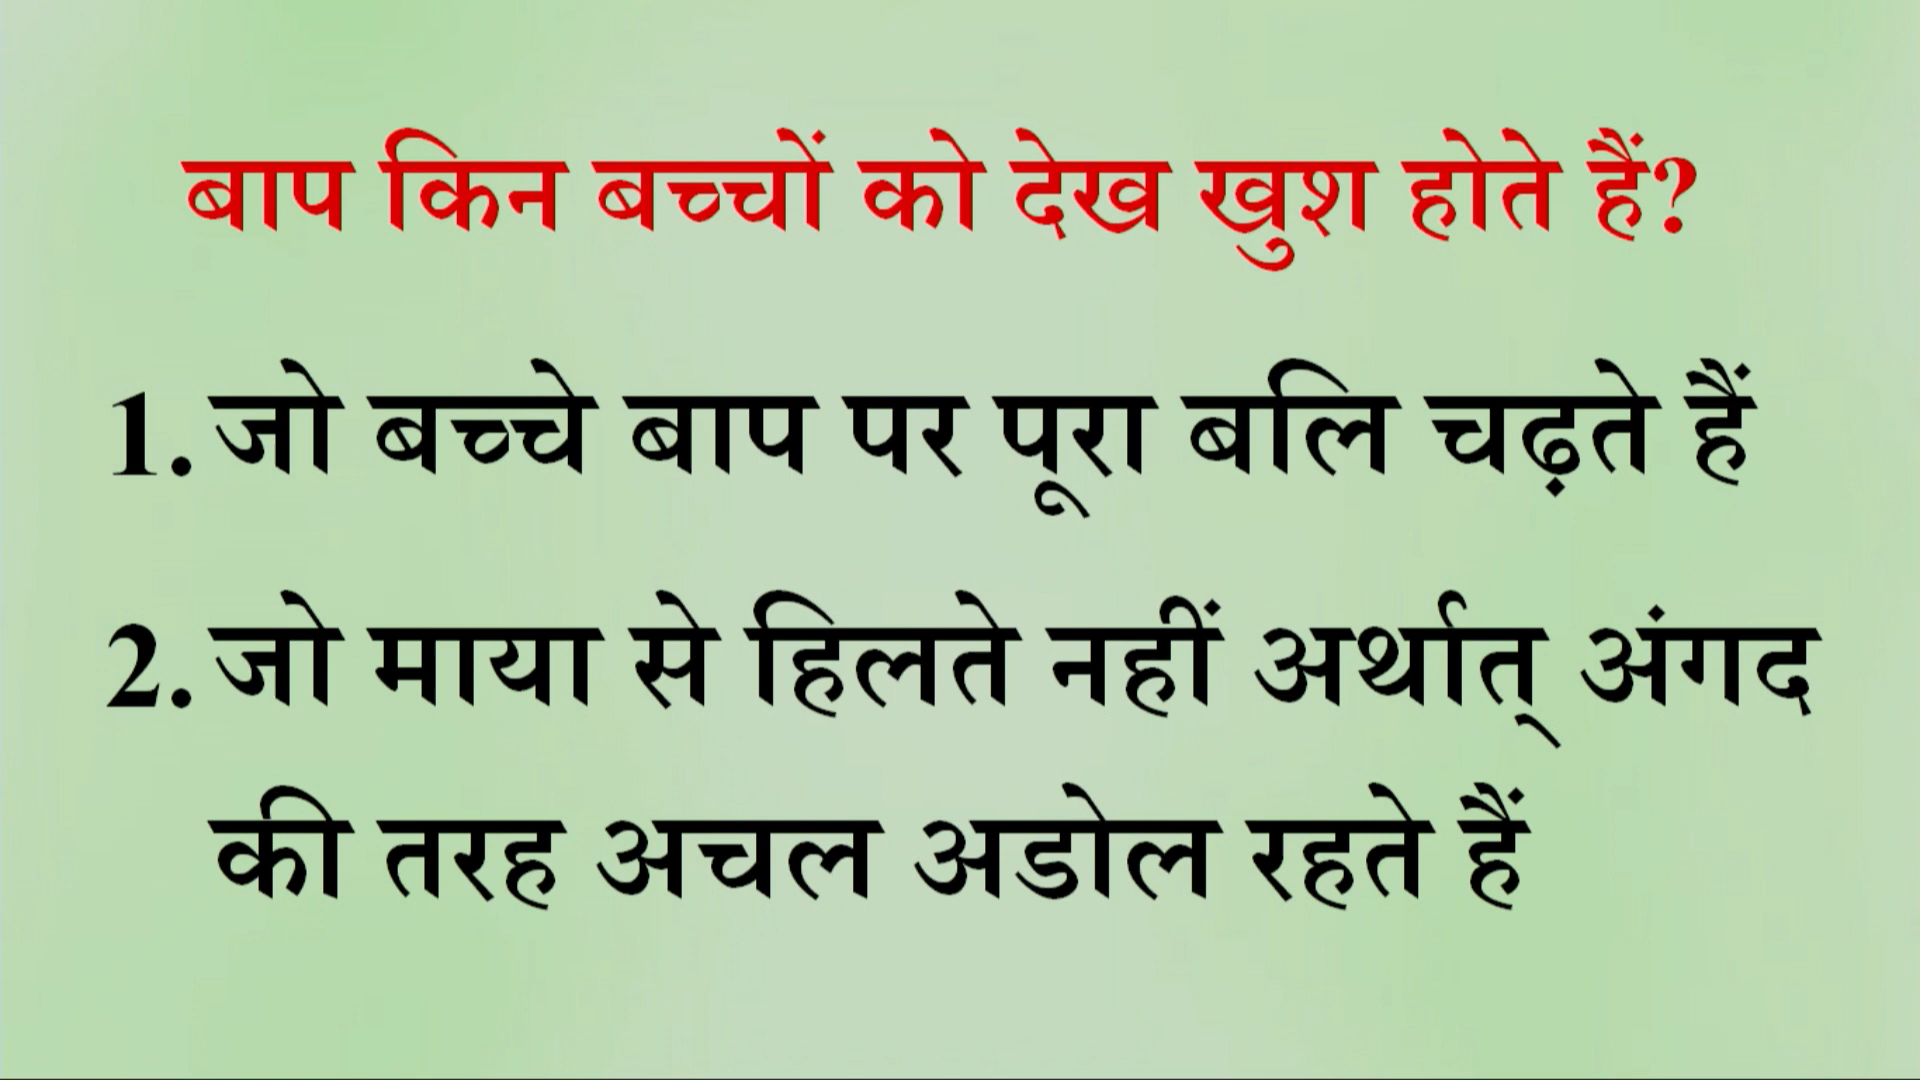 बाप किन बच्चों को देख खुश होते हैं?
1. जो बच्चे बाप पर पूरा बलि चढ़ते हैं
2. जो माया से हिलते नहीं अर्थात् अंगद
की तरह अचल अडोल रहते हैं